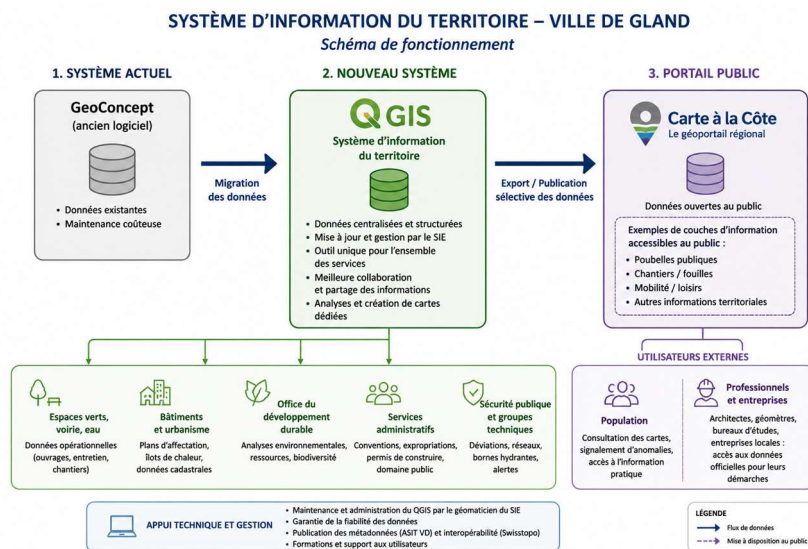 SYSTÈME D'INFORMATION DU TERRITOIRE – VILLE DE GLAND
Schéma de fonctionnement
1. SYSTÈME ACTUEL
GeoConcept
(ancien logiciel)
• Données existantes
• Maintenance coûteuse
Migration
des données
2. NOUVEAU SYSTÈME
QGIS
Système d'information
du territoire
• Données centralisées et structurées
• Mise à jour et gestion par le SIE
• Outil unique pour l'ensemble
des services
• Meilleure collaboration
et partage des informations
• Analyses et création de cartes
dédiées
Export / Publication
sélective des données
3. PORTAIL PUBLIC
Carte à la Côte
Le géoportail régional
Données ouvertes au public
Exemples de couches d'information
accessibles au public :
• Poubelles publiques
• Chantiers / fouilles
• Mobilité / loisirs
• Autres informations territoriales
Espaces verts,
voirie, eau
Données opérationnelles
(ouvrages, entretien,
chantiers)
Bâtiments
et urbanisme
Plans d'affectation,
îlots de chaleur,
données cadastrales
Office du
développement
durable
Analyses environnementales,
ressources, biodiversité
Services
administratifs
Conventions, expropriations,
permis de construire,
domaine public
Sécurité publique
et groupes
techniques
Déviations, réseaux,
bornes hydrantes,
alertes
UTILISATEURS EXTERNES
Population
Consultation des cartes,
signalement d'anomalies,
accès à l'information
pratique
Professionnels
et entreprises
Architectes, géomètres,
bureaux d'études,
entreprises locales :
accès aux données
officielles pour leurs
démarches
APPUI TECHNIQUE ET GESTION
• Maintenance et administration du QGIS par le géomaticien du SIE
• Garantie de la fiabilité des données
• Publication des métadonnées (ASIT VD) et interopérabilité (Swisstopo)
• Formations et support aux utilisateurs
LÉGENDE
Flux de données
Mise à disposition au public